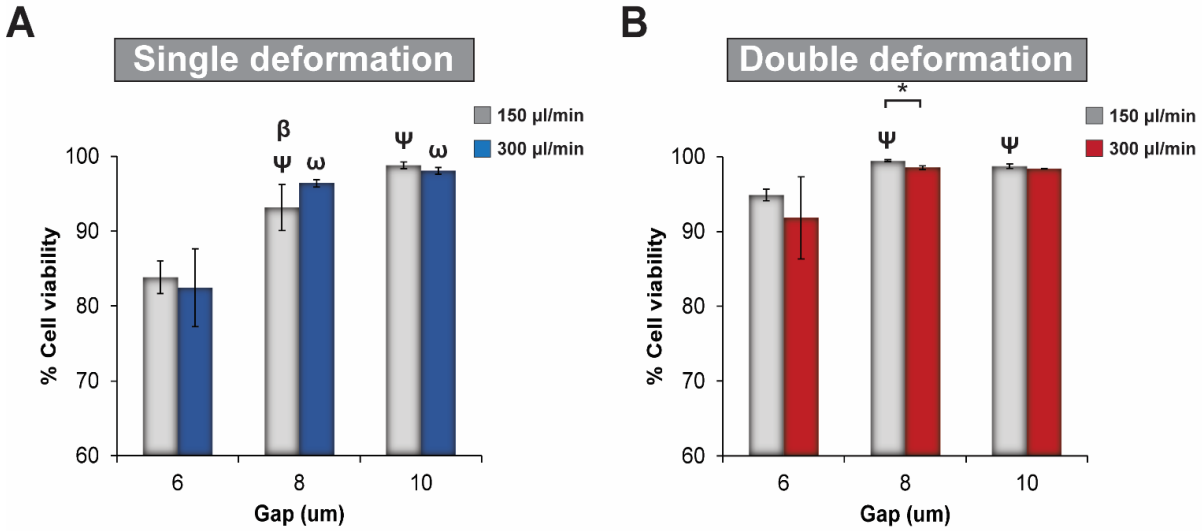 A
Single deformation
150 µl/min
300 µl/min
β
Ψ ω
Ψ ω
100
90
80
70
60
% Cell viability
6 8 10
Gap (um)
B
Double deformation
*
150 µl/min
300 µl/min
Ψ Ψ
100
90
80
70
60
% Cell viability
6 8 10
Gap (um)